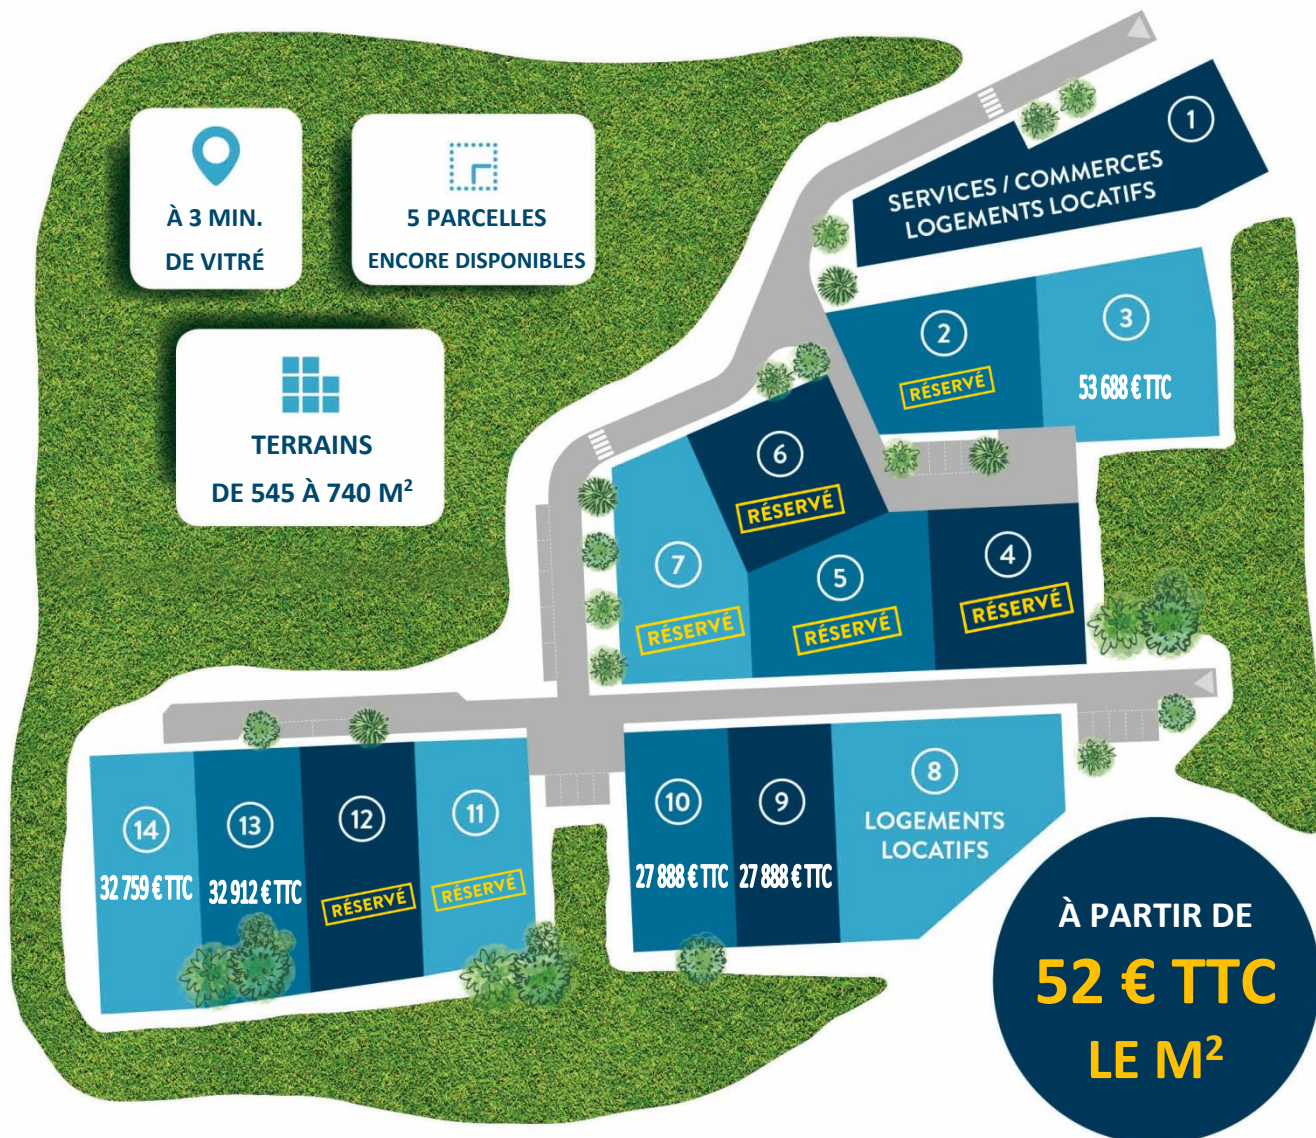 À 3 MIN.
DE VITRÉ
5 PARCELLES
ENCORE DISPONIBLES
TERRAINS
DE 545 À 740 M²
1
SERVICES / COMMERCES
LOGEMENTS LOCATIFS
2
RÉSERVÉ
3
53 688 € TTC
6
RÉSERVÉ
7
RÉSERVÉ
5
RÉSERVÉ
4
RÉSERVÉ
14
32 759 € TTC
13
32 912 € TTC
12
RÉSERVÉ
11
RÉSERVÉ
10
27 888 € TTC
9
27 888 € TTC
8
LOGEMENTS
LOCATIFS
À PARTIR DE
52 € TTC
LE M²